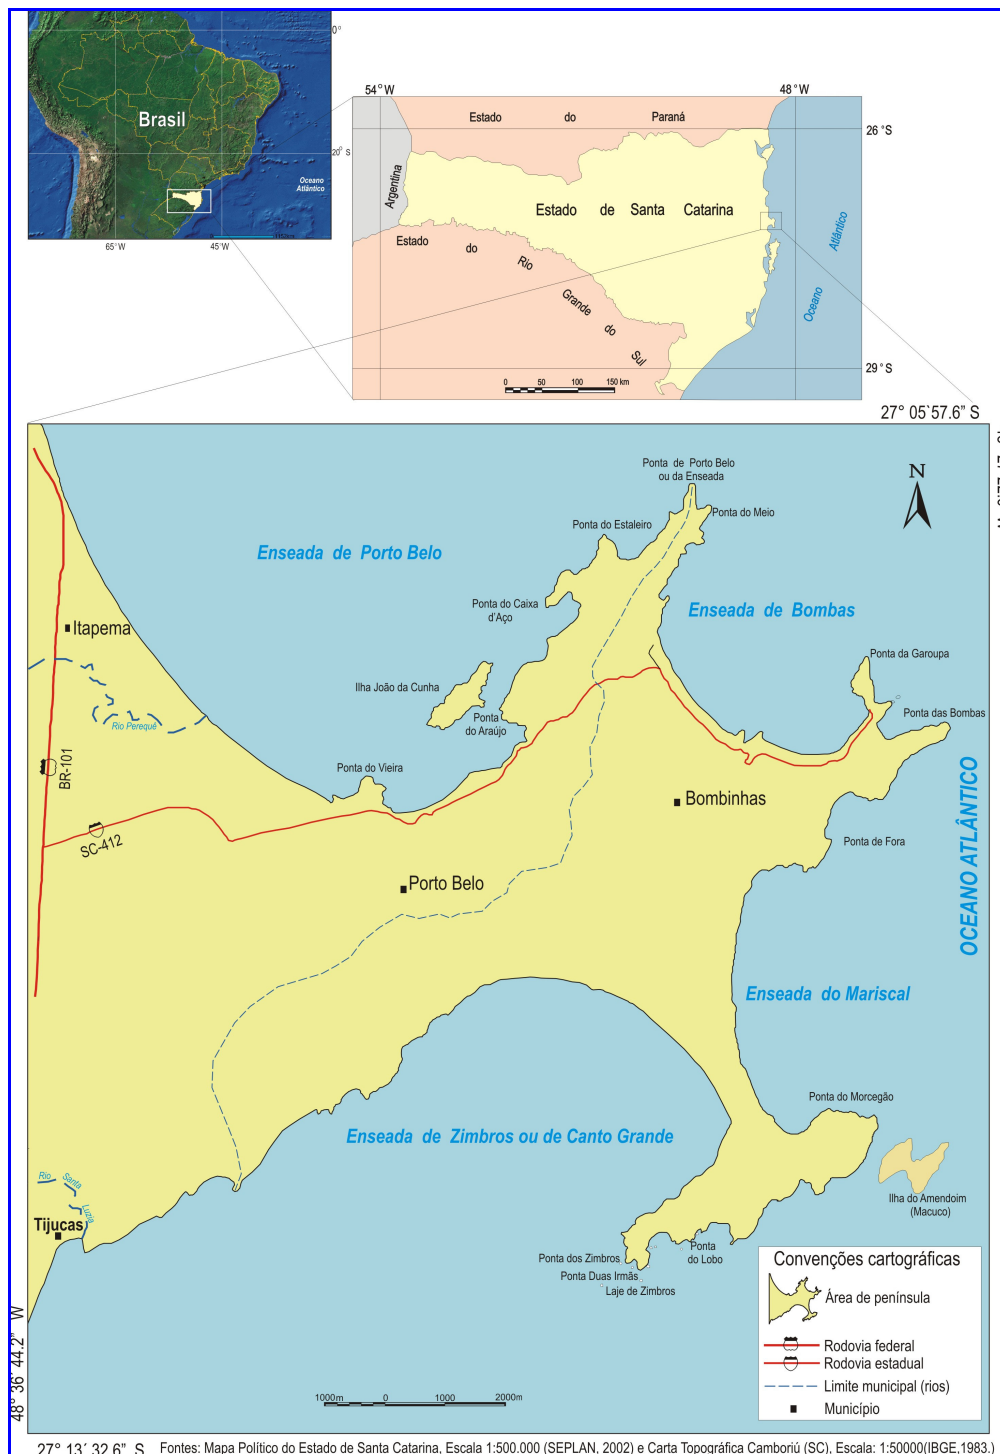 0°
Brasil
20° S
Oceano
Atlântico
65°W
45°W
54° W
48° W
Estado do Paraná
26° S
Argentina
Estado de Santa Catarina
Estado do Rio Grande do Sul
Oceano Atlântico
0 50 100 150 km
29° S
27° 05`57.6” S
Ponta de Porto Belo
ou da Enseada
N
Ponta do Meio
Ponta do Estaleiro
Enseada de Porto Belo
Ponta do Caixa
d’Aço
Enseada de Bombas
Itapema
Ponta da Garoupa
Ilha João da Cunha
Ponta
do Araújo
Ponta das Bombas
Rio Perequê
BR-101
Ponta do Vieira
Bombinhas
SC-412
Ponta de Fora
OCEANO ATLÂNTICO
Porto Belo
Enseada do Mariscal
Ponta do Morcegão
Enseada de Zimbros ou de Canto Grande
Rio Santa Luzia
Ilha do Amendoim
(Macuco)
Tijucas
Ponta dos Zimbros
Ponta
do Lobo
Ponta Duas Irmãs
Laje de Zimbros
Convenções cartográficas
Área de península
Rodovia federal
Rodovia estadual
Limite municipal (rios)
Município
1000m 0 1000 2000m
48° 36´ 44.2” W
27° 13´ 32.6” S
Fontes: Mapa Político do Estado de Santa Catarina, Escala 1:500.000 (SEPLAN, 2002) e Carta Topográfica Camboriú (SC), Escala: 1:50000(IBGE,1983.)